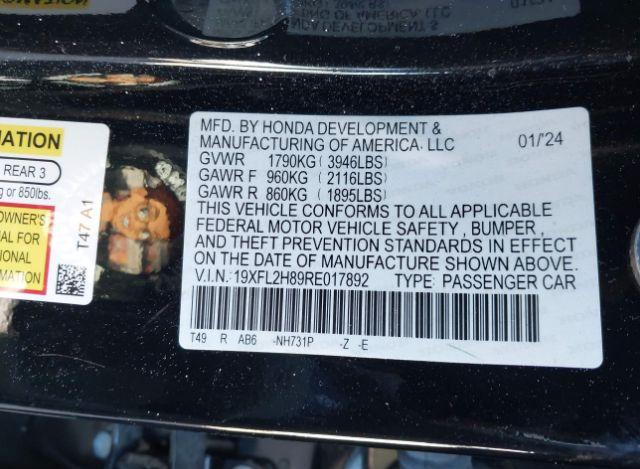 MFD. BY HONDA DEVELOPMENT &
MANUFACTURING OF AMERICA, LLC 01/'24
GVWR 1790KG ( 3946LBS)
GAWR F 960KG ( 2116LBS)
GAWR R 860KG ( 1895LBS)
THIS VEHICLE CONFORMS TO ALL APPLICABLE
FEDERAL MOTOR VEHICLE SAFETY , BUMPER ,
AND THEFT PREVENTION STANDARDS IN EFFECT
ON THE DATE OF MANUFACTURE SHOWN ABOVE.
V.I.N.: 19XFL2H89RE017892 TYPE: PASSENGER CAR
T49 R AB6 -NH731P -Z -E
MATION
REAR 3
g or 850lbs.
OWNER'S
UAL FOR
TIONAL
RMATION
T47 A1